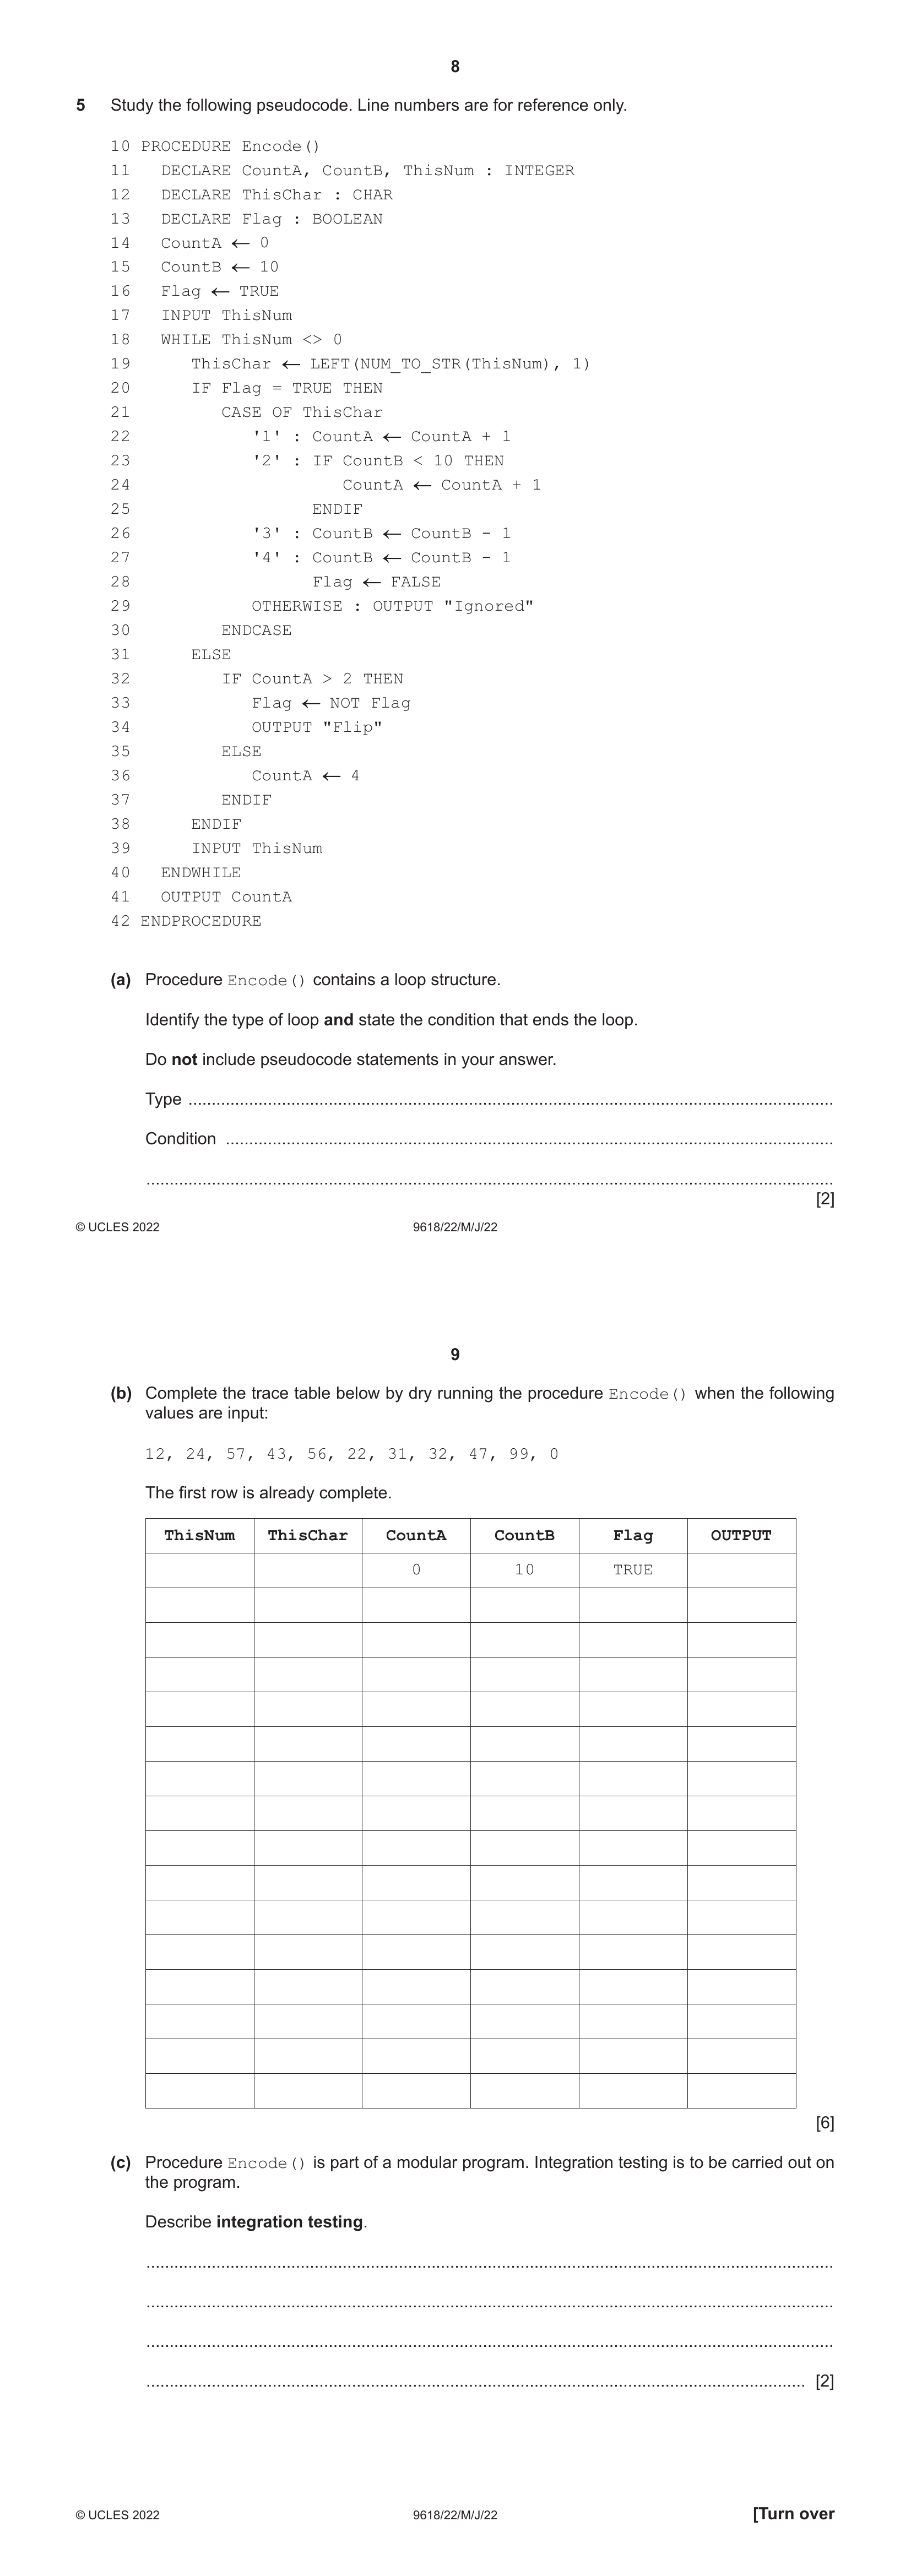 8
5 Study the following pseudocode. Line numbers are for reference only.
10 PROCEDURE Encode()
11 DECLARE CountA, CountB, ThisNum : INTEGER
12 DECLARE ThisChar : CHAR
13 DECLARE Flag : BOOLEAN
14 CountA ← 0
15 CountB ← 10
16 Flag ← TRUE
17 INPUT ThisNum
18 WHILE ThisNum <> 0
19 ThisChar ← LEFT(NUM_TO_STR(ThisNum), 1)
20 IF Flag = TRUE THEN
21 CASE OF ThisChar
22 '1' : CountA ← CountA + 1
23 '2' : IF CountB < 10 THEN
24 CountA ← CountA + 1
25 ENDIF
26 '3' : CountB ← CountB - 1
27 '4' : CountB ← CountB - 1
28 Flag ← FALSE
29 OTHERWISE : OUTPUT "Ignored"
30 ENDCASE
31 ELSE
32 IF CountA > 2 THEN
33 Flag ← NOT Flag
34 OUTPUT "Flip"
35 ELSE
36 CountA ← 4
37 ENDIF
38 ENDIF
39 INPUT ThisNum
40 ENDWHILE
41 OUTPUT CountA
42 ENDPROCEDURE
(a) Procedure Encode() contains a loop structure.
Identify the type of loop and state the condition that ends the loop.
Do not include pseudocode statements in your answer.
Type
Condition
[2]
© UCLES 2022 9618/22/M/J/22
9
(b) Complete the trace table below by dry running the procedure Encode() when the following
values are input:
12, 24, 57, 43, 56, 22, 31, 32, 47, 99, 0
The first row is already complete.
ThisNum ThisChar CountA CountB Flag OUTPUT
0 10 TRUE
[6]
(c) Procedure Encode() is part of a modular program. Integration testing is to be carried out on
the program.
Describe integration testing.
[2]
© UCLES 2022 9618/22/M/J/22 [Turn over